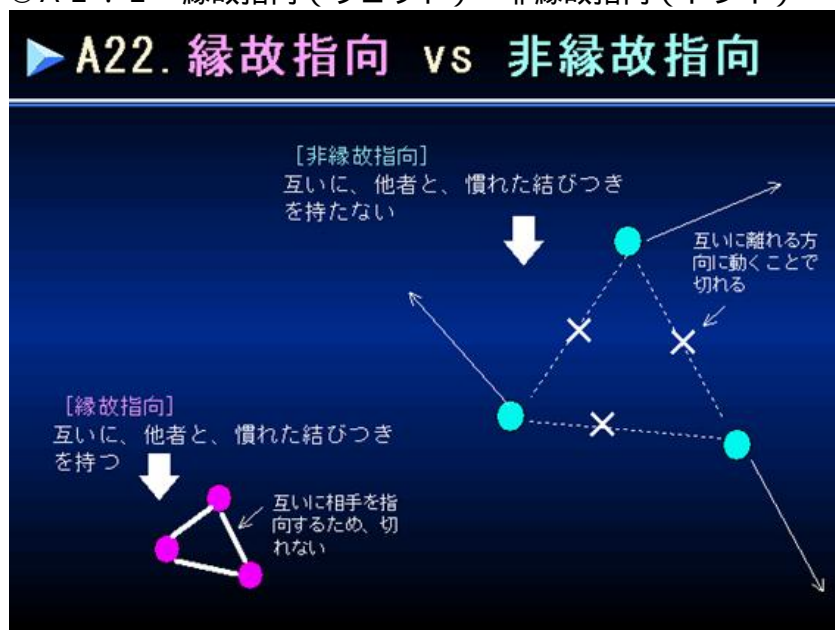 A22.縁故指向 vs 非縁故指向
[非縁故指向]
互いに、他者と、慣れた結びつき
を持たない
互いに離れる方
向に動くことで
切れる
[縁故指向]
互いに、他者と、慣れた結びつき
を持つ
互いに相手を指
向するため、切
れない